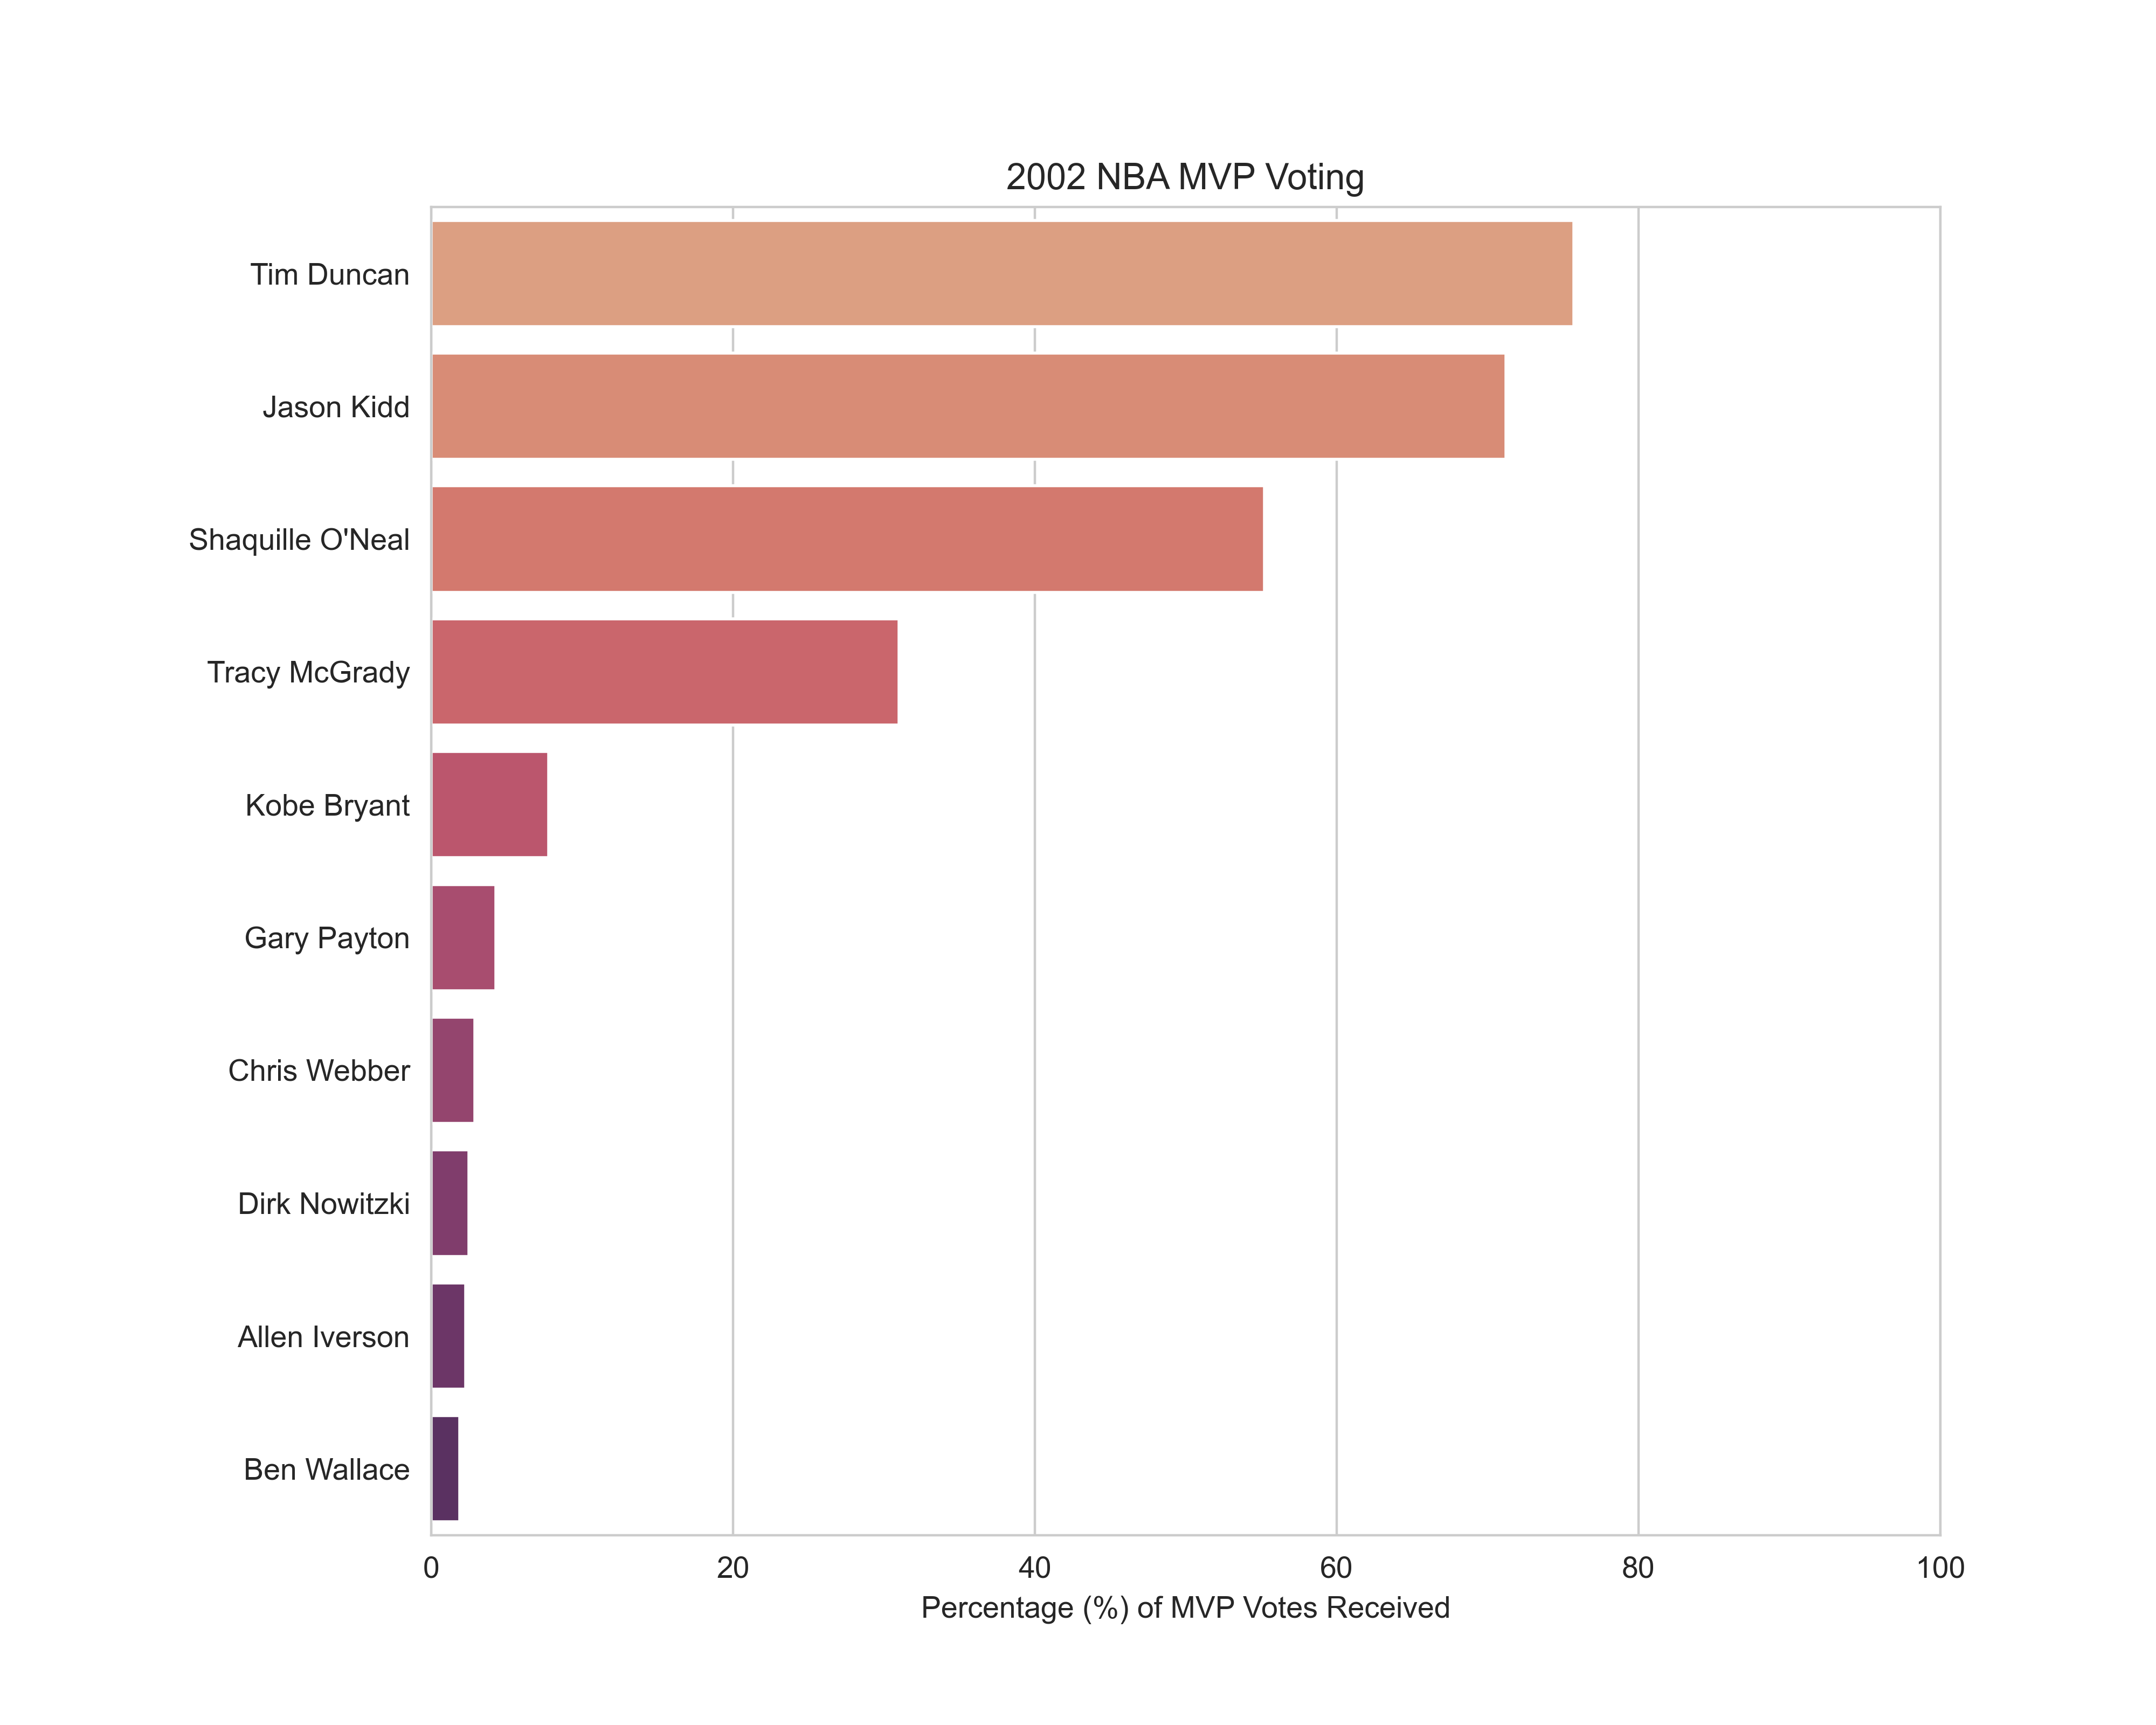 2002 NBA MVP Voting
Tim Duncan
Jason Kidd
Shaquille O'Neal
Tracy McGrady
Kobe Bryant
Gary Payton
Chris Webber
Dirk Nowitzki
Allen Iverson
Ben Wallace
0 20 40 60 80 100
Percentage (%) of MVP Votes Received